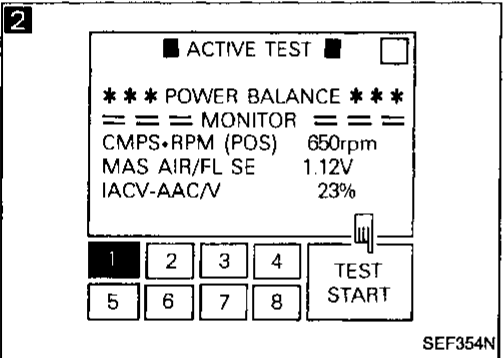 2
■ ACTIVE TEST ■ □
*** POWER BALANCE ***
=== MONITOR ===
CMPS•RPM (POS) 650rpm
MAS AIR/FL SE 1.12V
IACV-AAC/V 23%
1 2 3 4
5 6 7 8
TEST
START
SEF354N